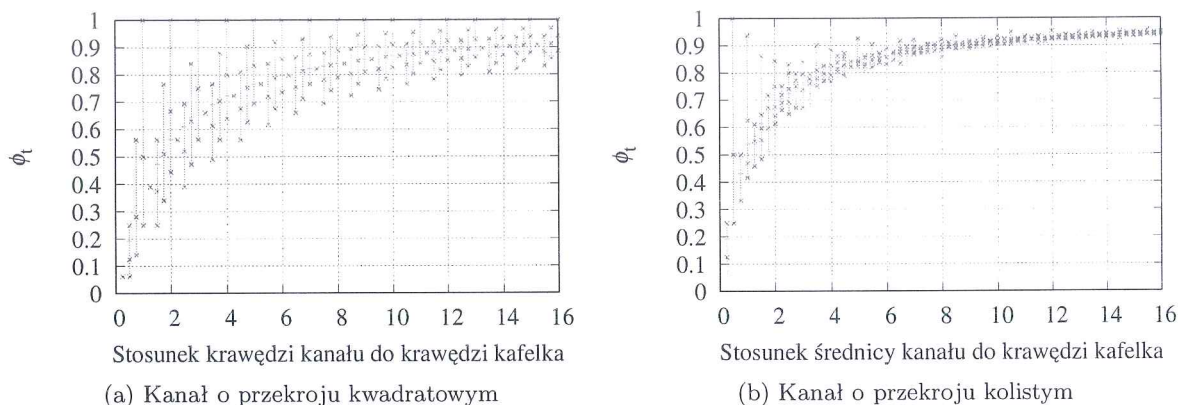 1
0.9
0.8
0.7
0.6
0.5
0.4
0.3
0.2
0.1
0
ϕt
0 2 4 6 8 10 12 14 16
Stosunek krawędzi kanału do krawędzi kafelka
(a) Kanał o przekroju kwadratowym
1
0.9
0.8
0.7
0.6
0.5
0.4
0.3
0.2
0.1
0
ϕt
0 2 4 6 8 10 12 14 16
Stosunek średnicy kanału do krawędzi kafelka
(b) Kanał o przekroju kolistym